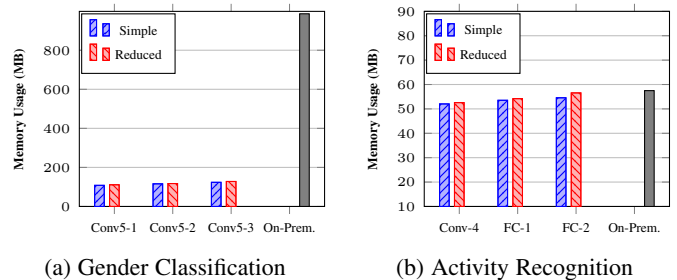 Memory Usage (MB)
800
600
400
200
0
Simple
Reduced
Conv5-1 Conv5-2 Conv5-3 On-Prem.
(a) Gender Classification
Memory Usage (MB)
90
80
70
60
50
40
30
20
10
Simple
Reduced
Conv-4 FC-1 FC-2 On-Prem.
(b) Activity Recognition